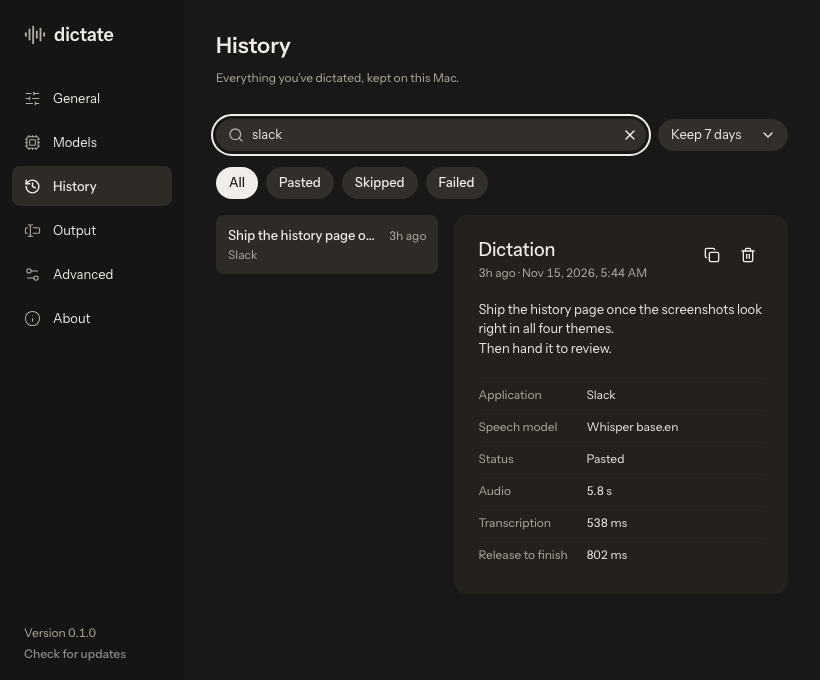 dictate
General
Models
History
Output
Advanced
About
Version 0.1.0
Check for updates
History
Everything you've dictated, kept on this Mac.
slack
Keep 7 days
All
Pasted
Skipped
Failed
Ship the history page o... 3h ago
Slack
Dictation
3h ago · Nov 15, 2026, 5:44 AM
Ship the history page once the screenshots look
right in all four themes.
Then hand it to review.
Application Slack
Speech model Whisper base.en
Status Pasted
Audio 5.8 s
Transcription 538 ms
Release to finish 802 ms